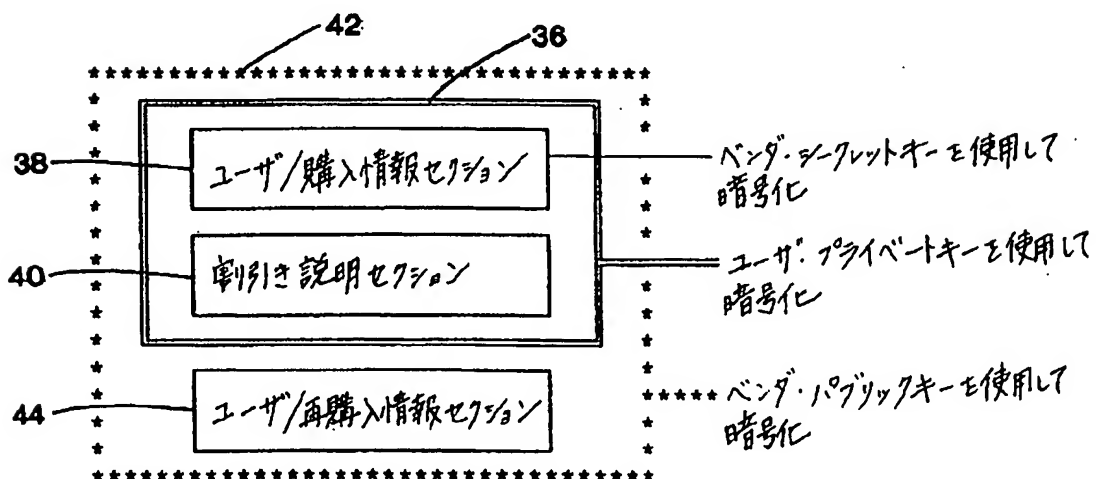 42
36
38
ユーザ/購入情報セクション
ベンダ・シークレットキーを使用して
暗号化
40
割引き説明セクション
ユーザ・プライベートキーを使用して
暗号化
44
ユーザ/再購入情報セクション
ベンダ・パブリックキーを使用して
暗号化